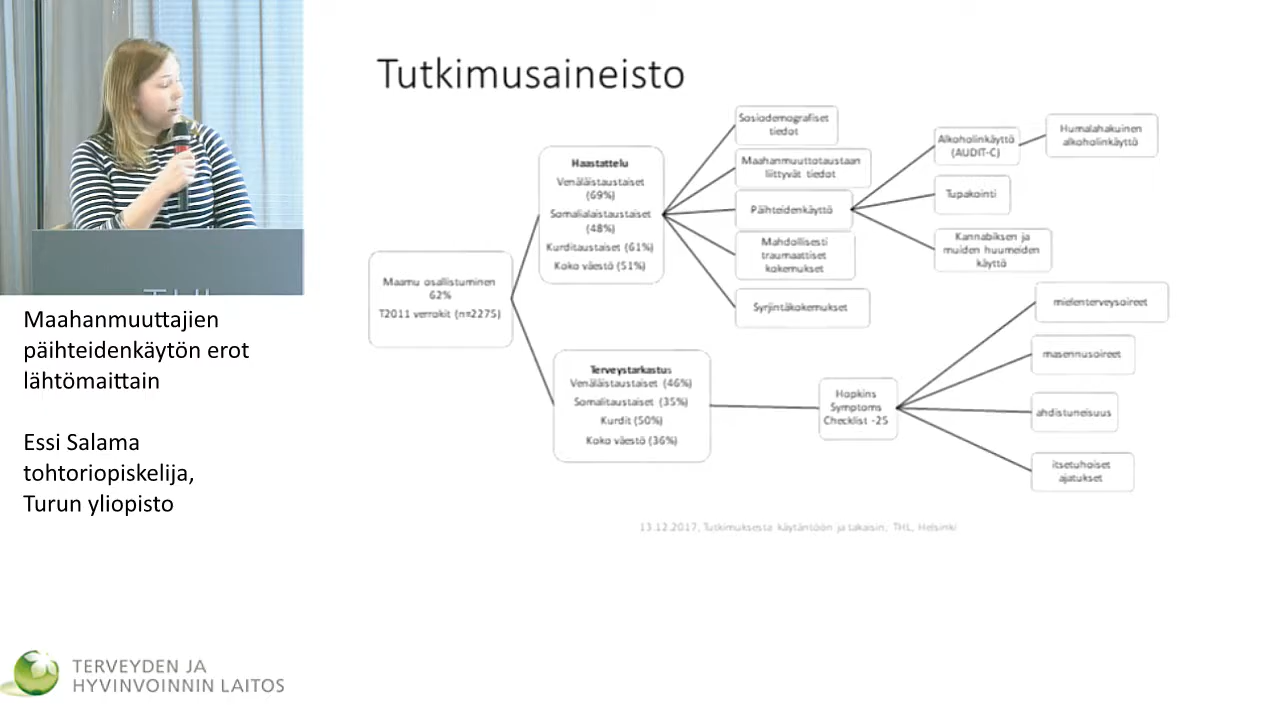 Tutkimusaineisto
Maamu osallistuminen
62%
T2011 verrokit (n=2275)
Haastattelu
Venäläistaustaiset
(69%)
Somalialaistaustaiset
(48%)
Kurditaustaiset (61%)
Koko väestö (51%)
Sosiodemografiset
tiedot
Maahanmuuttotaustaan
liittyvät tiedot
Päihteidenkäyttö
Mahdollisesti
traumaattiset
kokemukset
Syrjintäkokemukset
Alkoholinkäyttö
(AUDIT-C)
Humalahakuinen
alkoholinkäyttö
Tupakointi
Kannabiksen ja
muiden huumeiden
käyttö
Terveystarkastus
Venäläistaustaiset (46%)
Somalitaustaiset (35%)
Kurdit (50%)
Koko väestö (36%)
Hopkins
Symptoms
Checklist -25
mielenterveysoireet
masennusoireet
ahdistuneisuus
itsetuhoiset
ajatukset
13.12.2017, Tutkimuksesta käytäntöön ja takaisin, THL, Helsinki
Maahanmuuttajien
päihteidenkäytön erot
lähtömaittain
Essi Salama
tohtoriopiskelija,
Turun yliopisto
TERVEYDEN JA
HYVINVOINNIN LAITOS